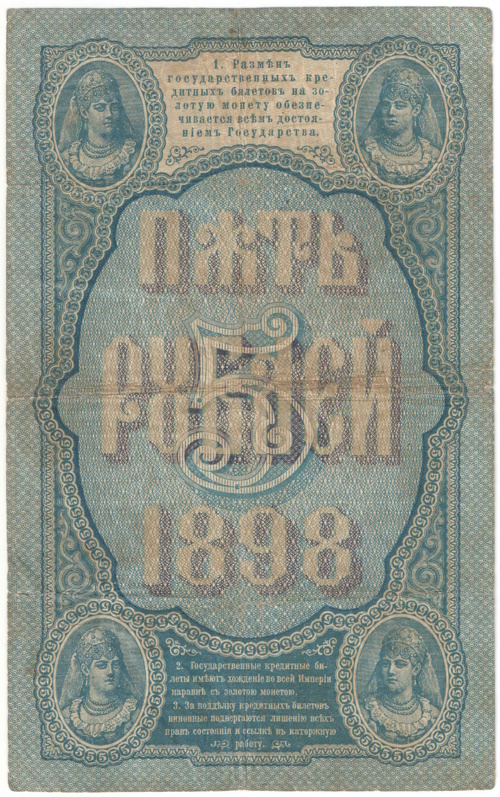 1. Размѣнъ
государственныхъ кре-
дитныхъ билетовъ на зо-
лотую монету обезпе-
чивается всѣмъ достоя-
ніемъ Государства.
ПЯТЬ
РУБЛЕЙ
5
1898
2. Государственные кредитные би-
леты имѣютъ хожденіе во всей Имперіи
наравнѣ съ золотою монетою.
3. За поддѣлку кредитныхъ билетовъ
виновные подвергаются лишенію всѣхъ
правъ состоянія и ссылкѣ въ каторжную
работу.